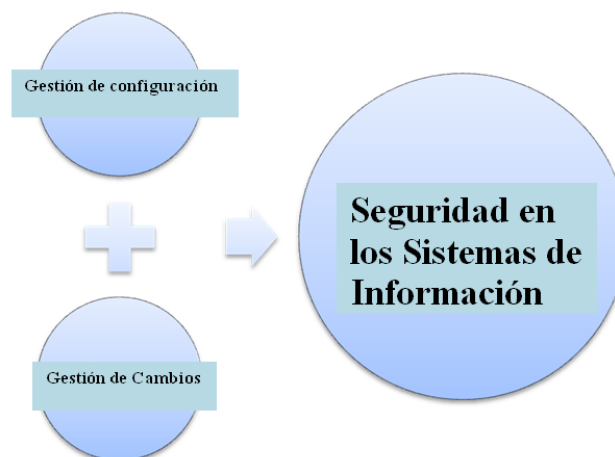 Gestión de configuración
Seguridad en
los Sistemas de
Información
Gestión de Cambios